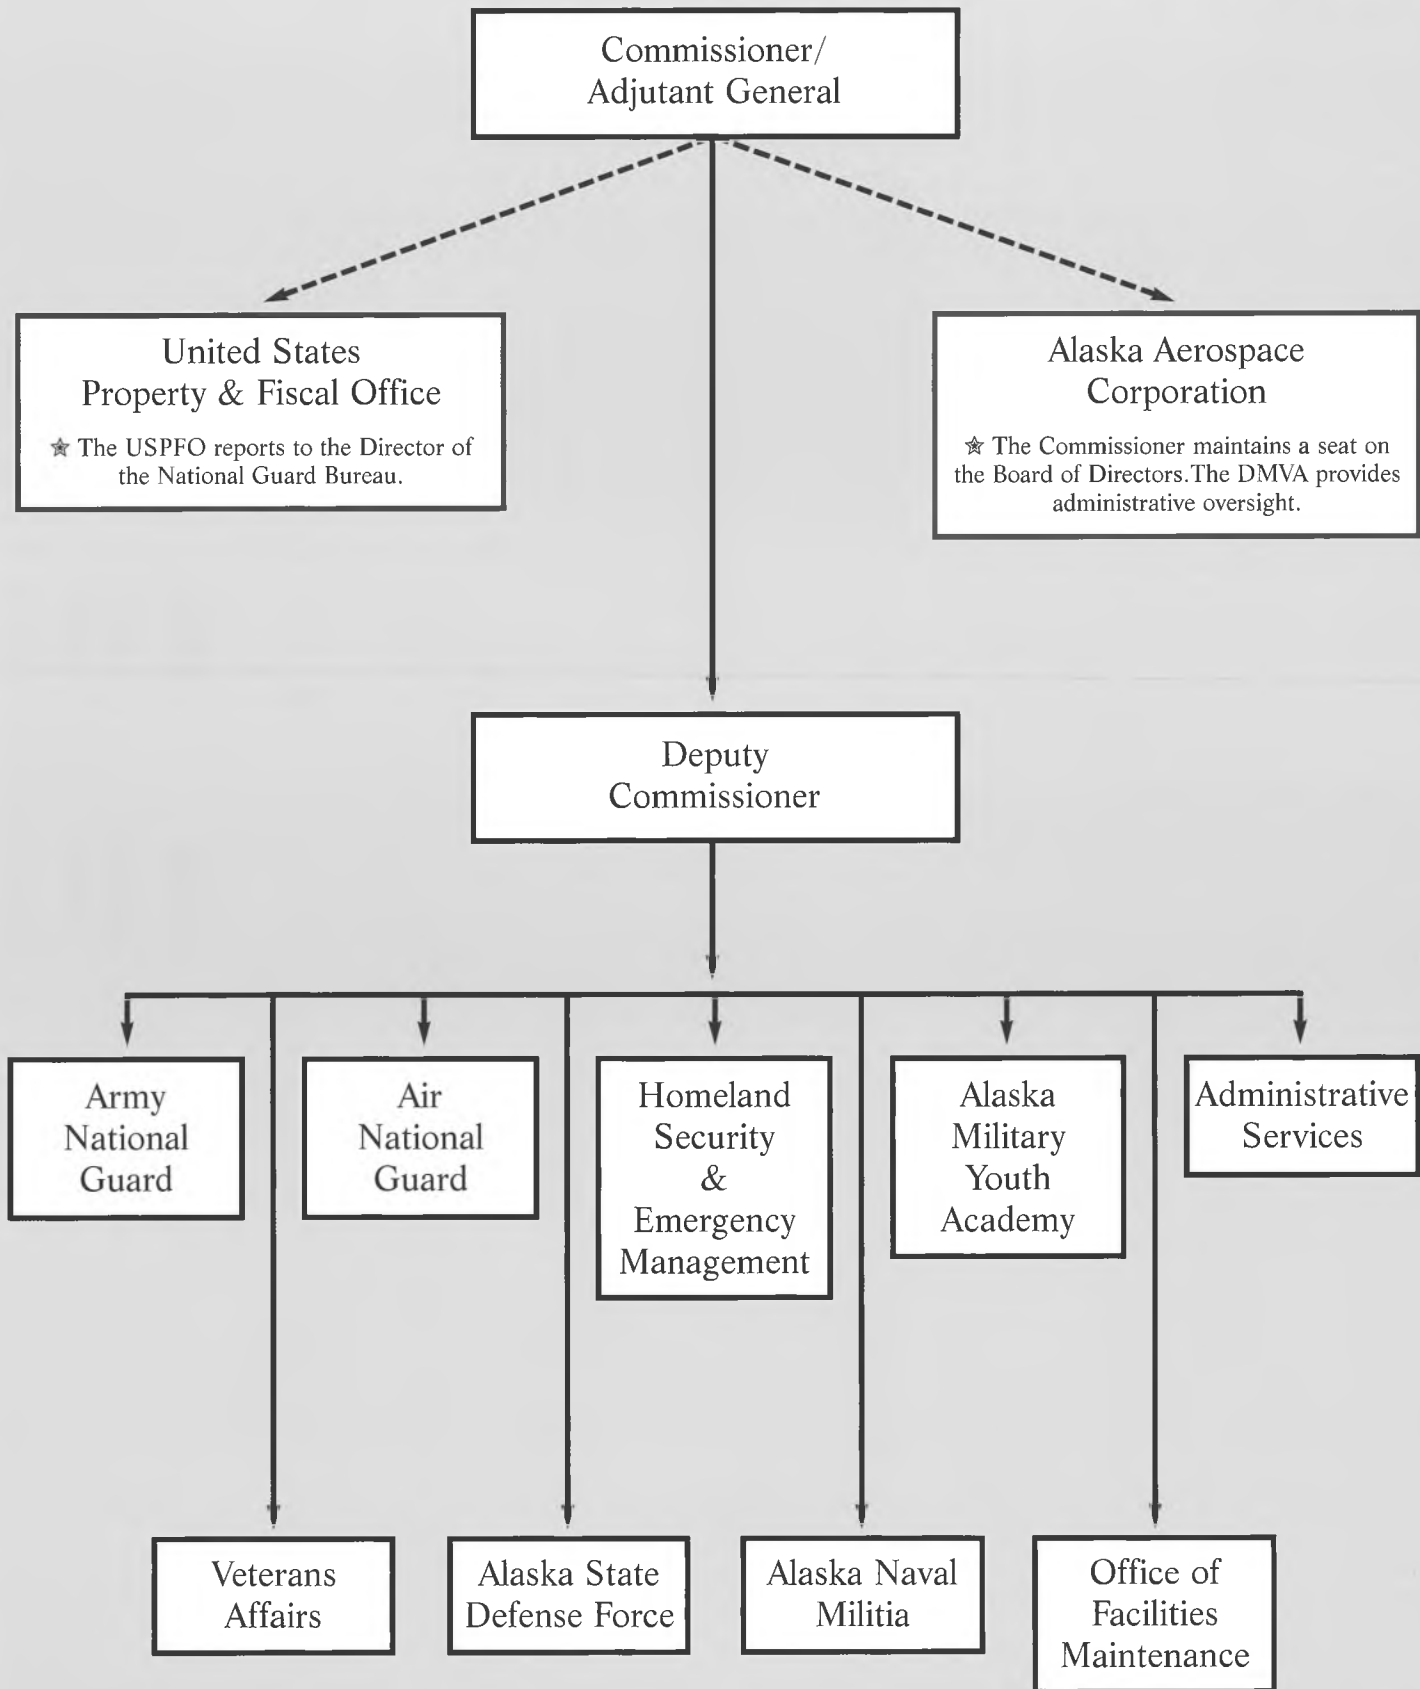 Commissioner/
Adjutant General
United States
Property & Fiscal Office
☆ The USPFO reports to the Director of
the National Guard Bureau.
Alaska Aerospace
Corporation
☆ The Commissioner maintains a seat on
the Board of Directors.The DMVA provides
administrative oversight.
Deputy
Commissioner
Army
National
Guard
Air
National
Guard
Homeland
Security
&
Emergency
Management
Alaska
Military
Youth
Academy
Administrative
Services
Veterans
Affairs
Alaska State
Defense Force
Alaska Naval
Militia
Office of
Facilities
Maintenance